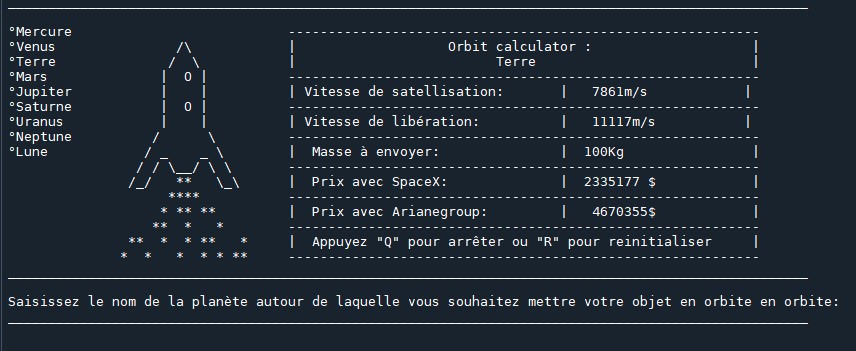 °Mercure
°Venus
°Terre
°Mars
°Jupiter
°Saturne
°Uranus
°Neptune
°Lune
Orbit calculator :
Terre
Vitesse de satellisation: | 7861m/s
Vitesse de libération: | 11117m/s
Masse à envoyer: | 100Kg
Prix avec SpaceX: | 2335177 $
Prix avec Arianegroup: | 4670355$
Appuyez "Q" pour arrêter ou "R" pour reinitialiser
Saisissez le nom de la planète autour de laquelle vous souhaitez mettre votre objet en orbite en orbite: